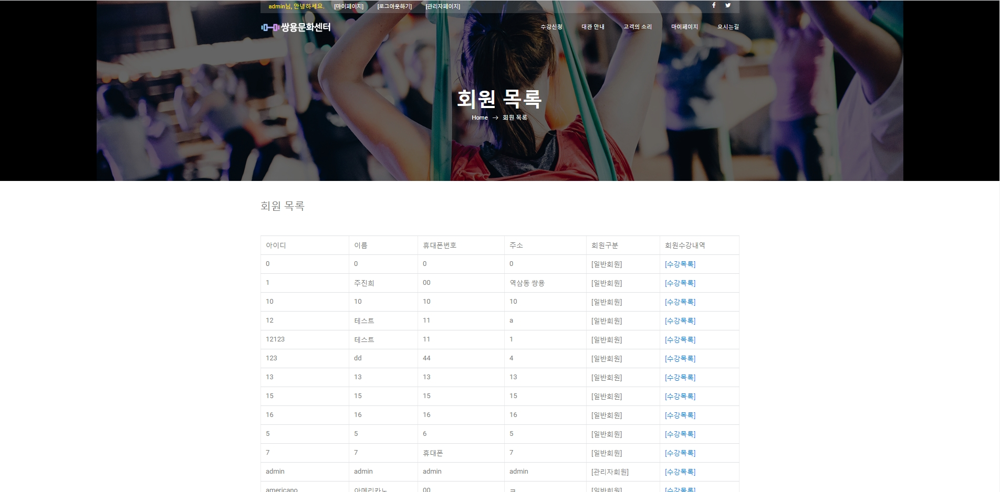 admin님, 안녕하세요. [마이페이지] [로그아웃하기] [관리자페이지]
쌍용문화센터 수강신청 대관 안내 고객의 소리 마이페이지 오시는길
회원 목록
Home → 회원 목록
회원 목록
아이디 이름 휴대폰번호 주소 회원구분 회원수강내역
0 0 0 0 [일반회원] [수강목록]
1 주진희 00 역삼동 쌍용 [일반회원] [수강목록]
10 10 10 10 [일반회원] [수강목록]
12 테스트 11 a [일반회원] [수강목록]
12123 테스트 11 1 [일반회원] [수강목록]
123 dd 44 4 [일반회원] [수강목록]
13 13 13 13 [일반회원] [수강목록]
15 15 15 15 [일반회원] [수강목록]
16 16 16 16 [일반회원] [수강목록]
5 5 6 5 [일반회원] [수강목록]
7 7 휴대폰 7 [일반회원] [수강목록]
admin admin admin admin [관리자회원] [수강목록]
americano 아메리카노 00 [일반회원] [수강목록]